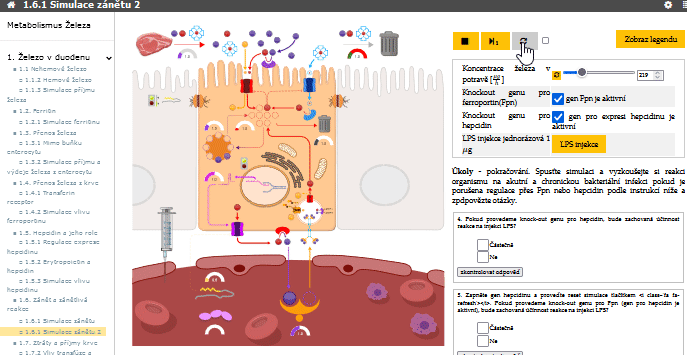 1.6.1 Simulace zánětu 2
Metabolismus Železa
1. Železo v duodenu
1.1 Nehemové železo
1.1.2 Hemové železo
1.1.3 Simulace příjmu
železa
1.2. Ferritin
1.2.1 Simulace ferritinu
1.3. Přenos železa
1.3.1 Mimo buňku
enterocytu
1.3.2 Simulace příjmu a
výdeje železa z enterocytu
1.4. Přenos železa z krve
1.4.1 Transferin
receptor
1.4.2 Simulace vlivu
ferroportinu
1.5. Hepcidin a jeho role
1.5.1 Regulace exprese
hepcidinu
1.5.2 Erytropoetin a
hepcidin
1.5.3 Simulace vlivu
hepcidinu
1.6. Zánět a zánětlivá
reakce
1.6.1 Simulace zánětu
1.6.1 Simulace zánětu 2
1.7. Ztráty a příjmy krve
1.7.1 Vliv transfúze a
1
Zobraz legendu
Koncentrace železa v
potravě
219
Knockout genu pro
ferroportin(Fpn)
gen Fpn je aktivní
Knockout genu pro
hepcidin
gen pro expresi hepcidinu je
aktivní
LPS injekce jednorázová 1
μg
LPS injekce
Úkoly - pokračování. Spusťte simulaci a vyzkoušejte si reakci
organismu na akutní a chronickou bakteriální infekci pokud je
porušena regulace přes Fpn nebo hepcidin podle instrukcí níže a
zodpovězte otázky.
4. Pokud provedeme knock-out genu pro hepcidin, bude zachovaná účinnost
reakce na injekci LPS?
Částečně
Ne
zkontrolovat odpověď
5. Zapněte gen hepcidinu a proveďte reset simulace tlačítkem <i class='fa fa-
refresh'></i>. Pokud provedeme knock-out genu pro Fpn (gen pro hepcidin je
aktivní), bude zachovaná účinnost reakce na injekci LPS?
Částečně
Ne